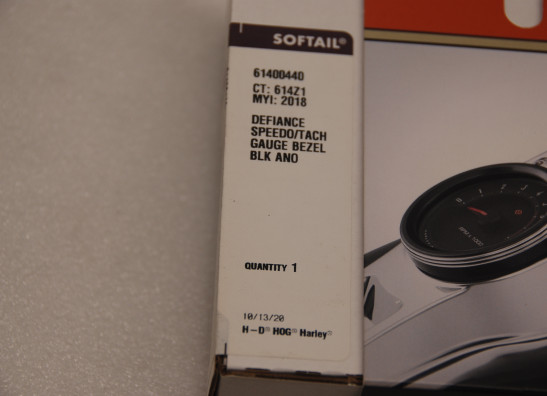 SOFTAIL®
61400440
CT: 614Z1
MYI: 2018
DEFIANCE
SPEEDO/TACH
GAUGE BEZEL
BLK ANO
QUANTITY 1
10/13/20
H-D® HOG® Harley®